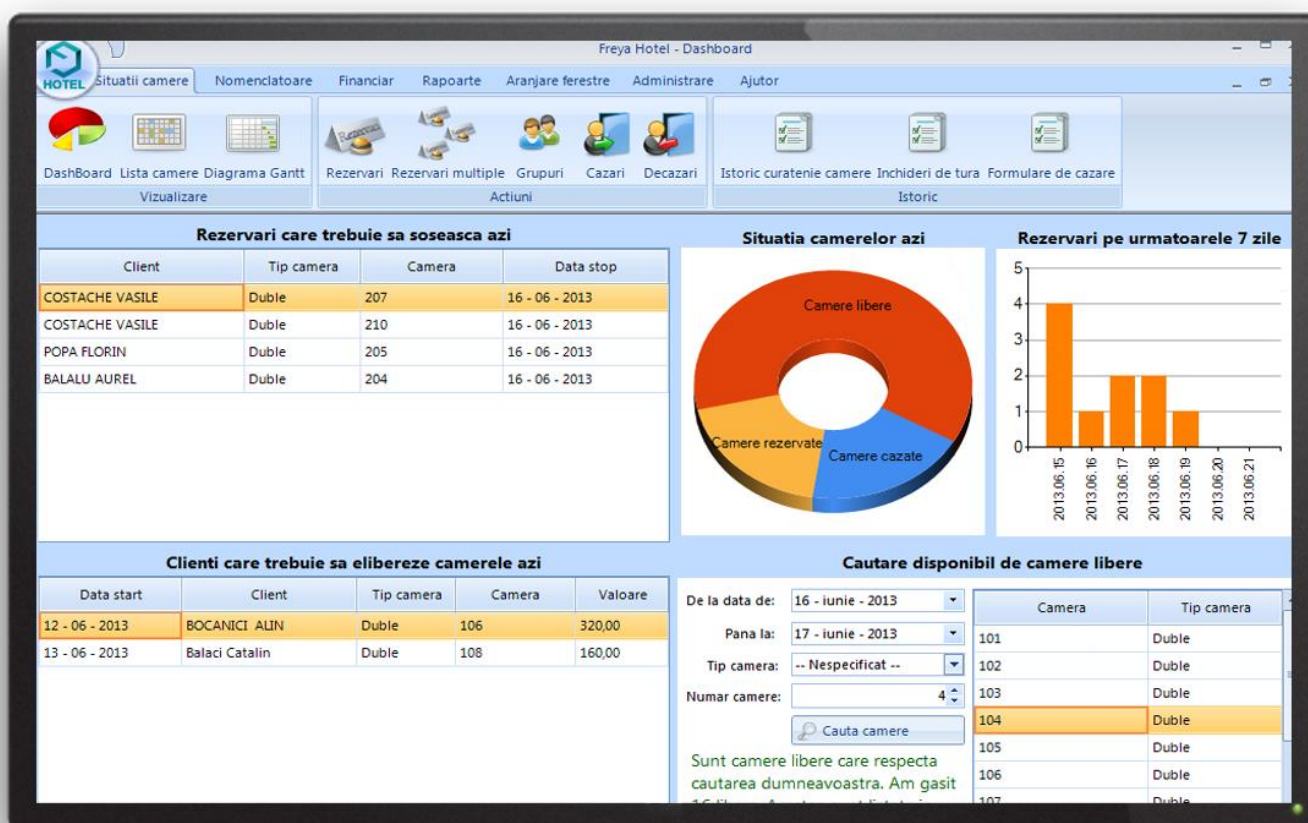 Freya Hotel - Dashboard
HOTEL
Situatii camere Nomenclatoare Financiar Rapoarte Aranjare ferestre Administrare Ajutor
DashBoard Lista camere Diagrama Gantt Rezervari Rezervari multiple Grupuri Cazari Decazari Istoric curatenie camere Inchideri de tura Formulare de cazare
Vizualizare Actiuni Istoric
Rezervari care trebuie sa soseasca azi
Client Tip camera Camera Data stop
COSTACHE VASILE Duble 207 16 - 06 - 2013
COSTACHE VASILE Duble 210 16 - 06 - 2013
POPA FLORIN Duble 205 16 - 06 - 2013
BALALU AUREL Duble 204 16 - 06 - 2013
Situatia camerelor azi
Camere libere
Camere rezervate
Camere cazate
Rezervari pe urmatoarele 7 zile
5
4
3
2
1
0
2013.06.15
2013.06.16
2013.06.17
2013.06.18
2013.06.19
2013.06.20
2013.06.21
Clienti care trebuie sa elibereze camerele azi
Data start Client Tip camera Camera Valoare
12 - 06 - 2013 BOCANICI ALIN Duble 106 320,00
13 - 06 - 2013 Balaci Catalin Duble 108 160,00
Cautare disponibil de camere libere
De la data de: 16 - iunie - 2013
Pana la: 17 - iunie - 2013
Tip camera: -- Nespecificat --
Numar camere: 4
Cauta camere
Sunt camere libere care respecta
cautarea dumneavoastra. Am gasit
Camera Tip camera
101 Duble
102 Duble
103 Duble
104 Duble
105 Duble
106 Duble
107 Duble